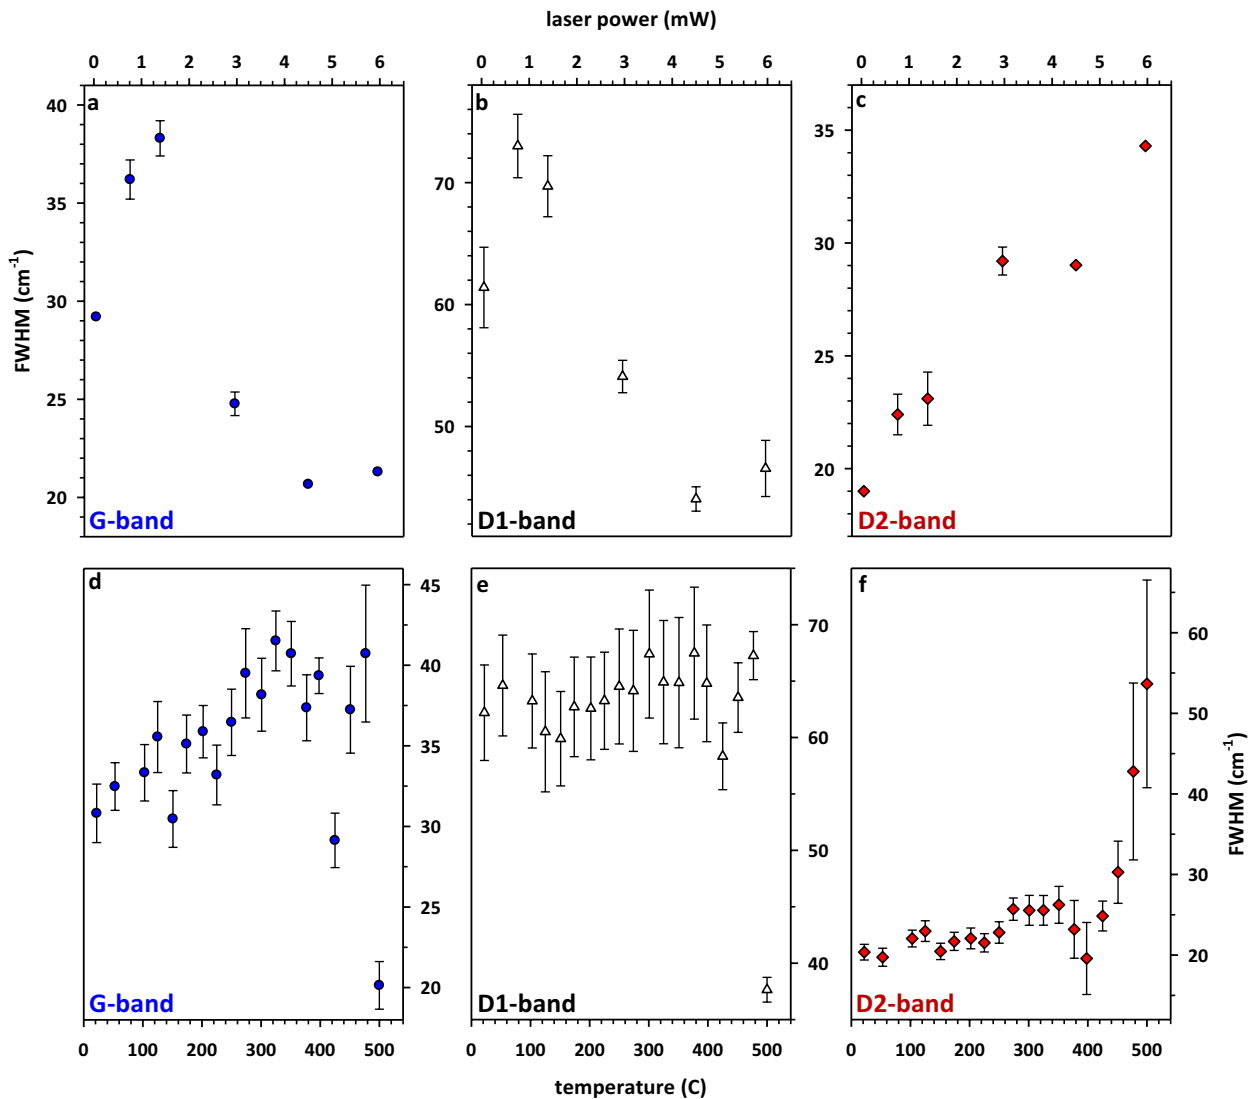 laser power (mW)
0 1 2 3 4 5 6 0 1 2 3 4 5 6 0 1 2 3 4 5 6
a b c
40 35 30 25 20
70 60 50
35 30 25 20
FWHM (cm⁻¹)
G-band D1-band D2-band
d e f
45 40 35 30 25 20
70 60 50 40
60 50 40 30 20
FWHM (cm⁻¹)
G-band D1-band D2-band
0 100 200 300 400 500 0 100 200 300 400 500 0 100 200 300 400 500
temperature (C)